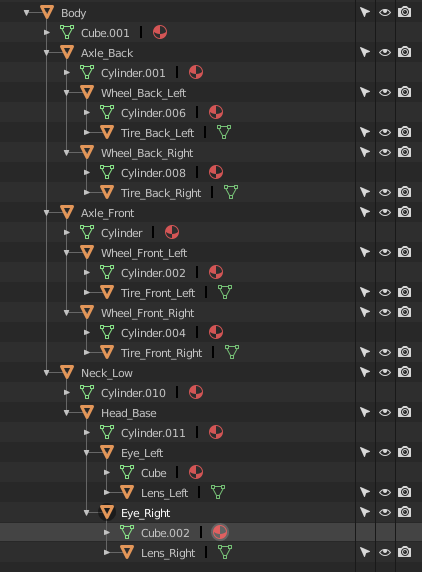 Body
Cube.001
Axle_Back
Cylinder.001
Wheel_Back_Left
Cylinder.006
Tire_Back_Left
Wheel_Back_Right
Cylinder.008
Tire_Back_Right
Axle_Front
Cylinder
Wheel_Front_Left
Cylinder.002
Tire_Front_Left
Wheel_Front_Right
Cylinder.004
Tire_Front_Right
Neck_Low
Cylinder.010
Head_Base
Cylinder.011
Eye_Left
Cube
Lens_Left
Eye_Right
Cube.002
Lens_Right